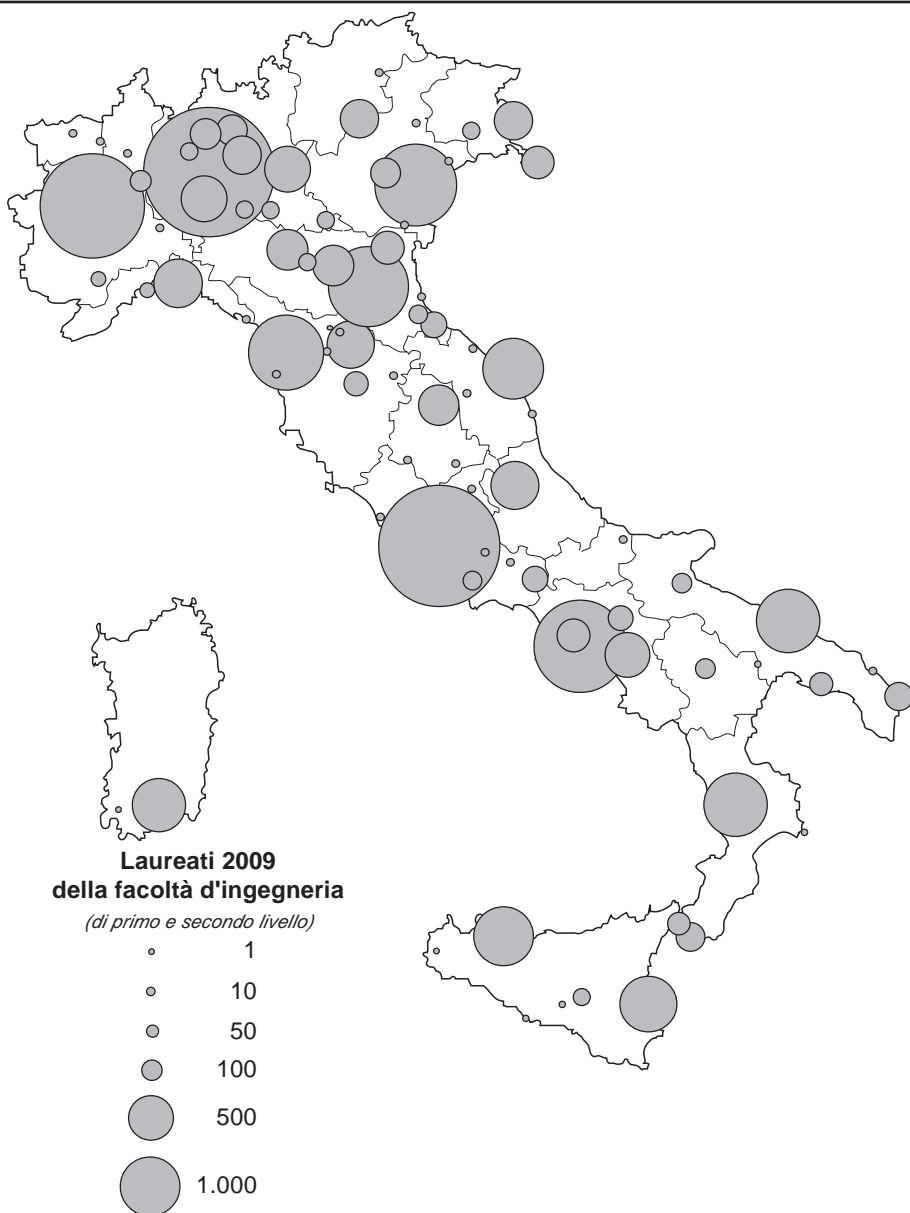 Laureati 2009
della facoltà d'ingegneria
(di primo e secondo livello)
1
10
50
100
500
1.000